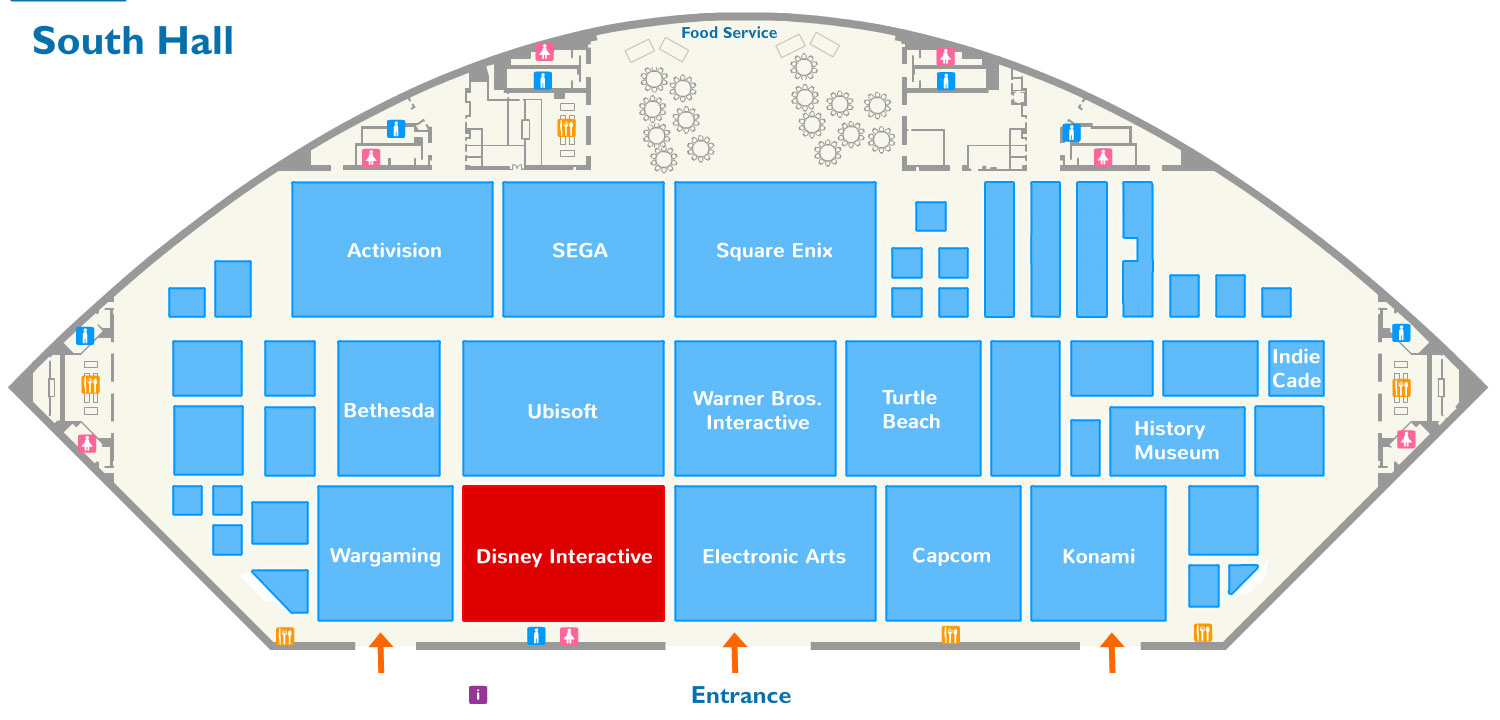 South Hall
Food Service
Activision
SEGA
Square Enix
Bethesda
Ubisoft
Warner Bros.
Interactive
Turtle
Beach
Indie
Cade
History
Museum
Wargaming
Disney Interactive
Electronic Arts
Capcom
Konami
i
Entrance